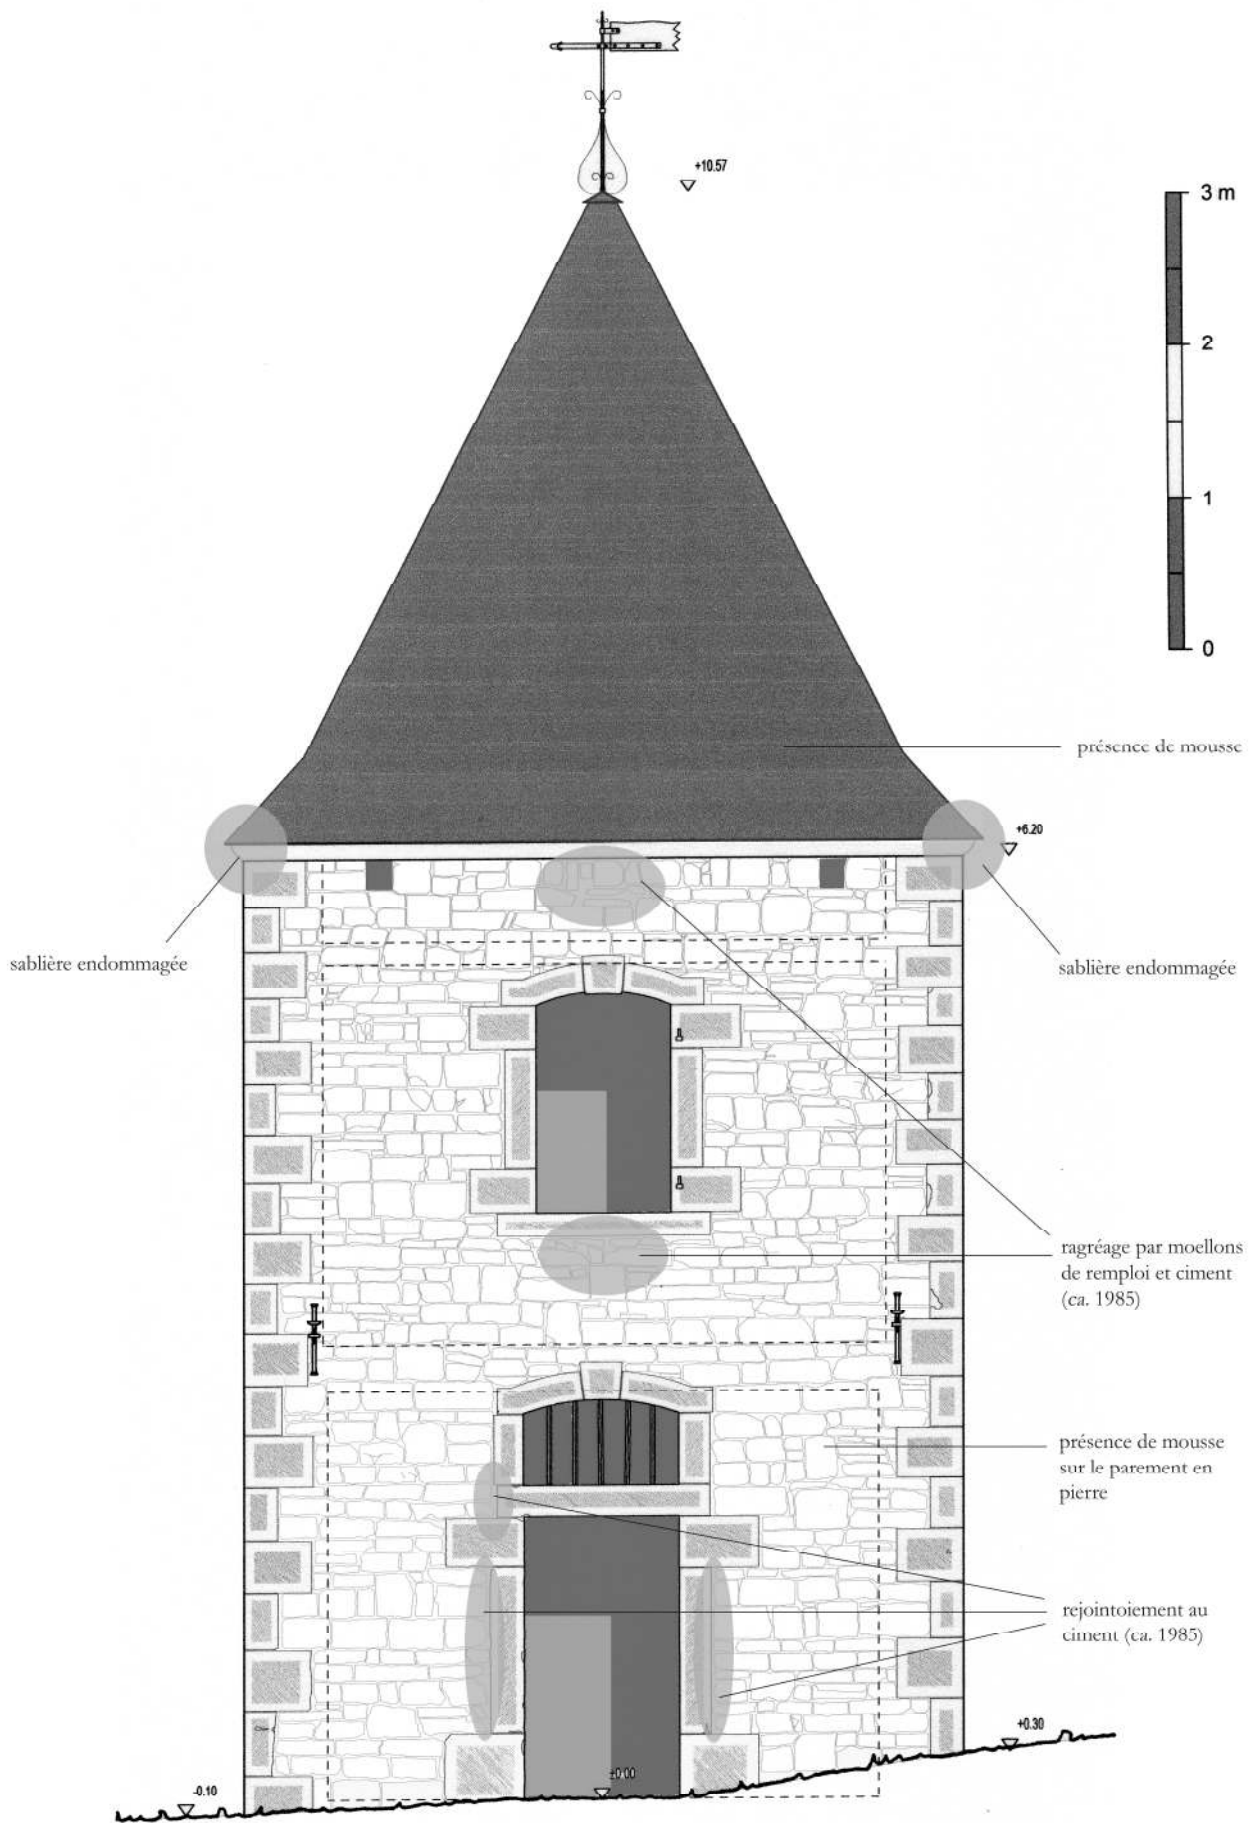 +10.57
3 m
2
1
0
présence de mousse
+6.20
sablière endommagée
sablière endommagée
ragréage par moellons
de remploi et ciment
(ca. 1985)
présence de mousse
sur le parement en
pierre
rejointoiement au
ciment (ca. 1985)
+0.30
±0.00
-0.10